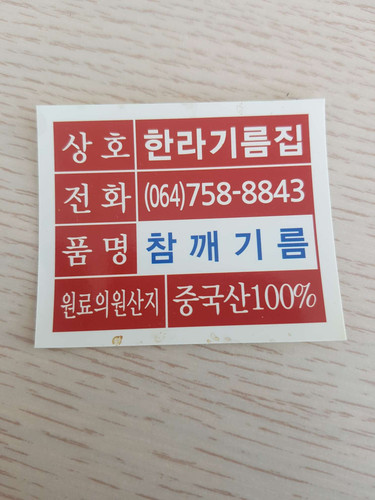 상호 한라기름집
전화 (064)758-8843
품명 참깨기름
원료의원산지 중국산100%